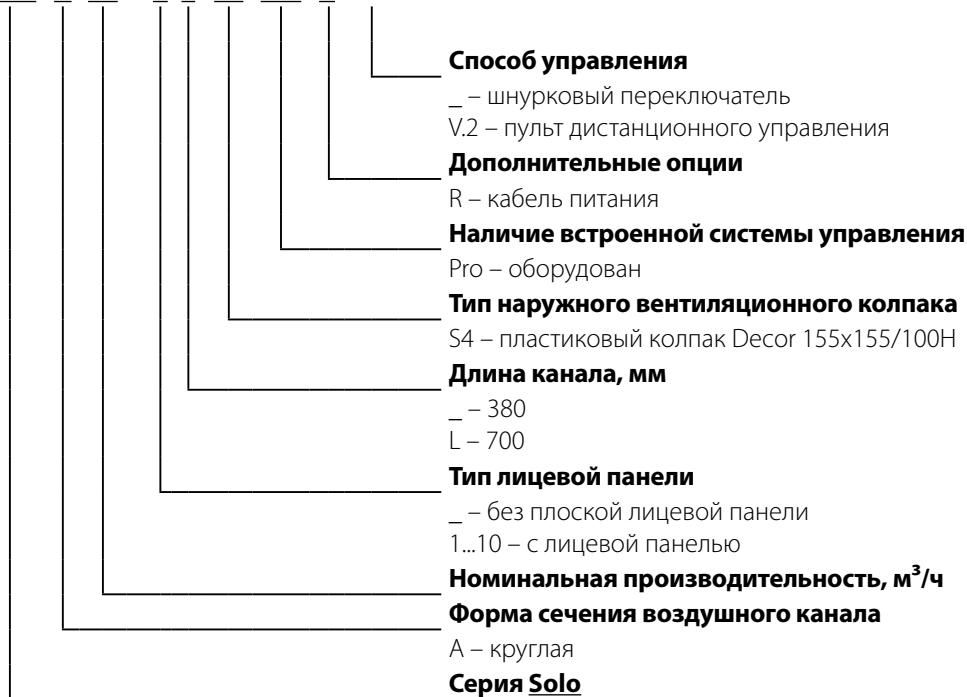 Способ управления
_ – шнурковый переключатель
V.2 – пульт дистанционного управления
Дополнительные опции
R – кабель питания
Наличие встроенной системы управления
Pro – оборудован
Тип наружного вентиляционного колпака
S4 – пластиковый колпак Decor 155x155/100H
Длина канала, мм
_ – 380
L – 700
Тип лицевой панели
_ – без плоской лицевой панели
1...10 – с лицевой панелью
Номинальная производительность, м³/ч
Форма сечения воздушного канала
А – круглая
Серия Solo